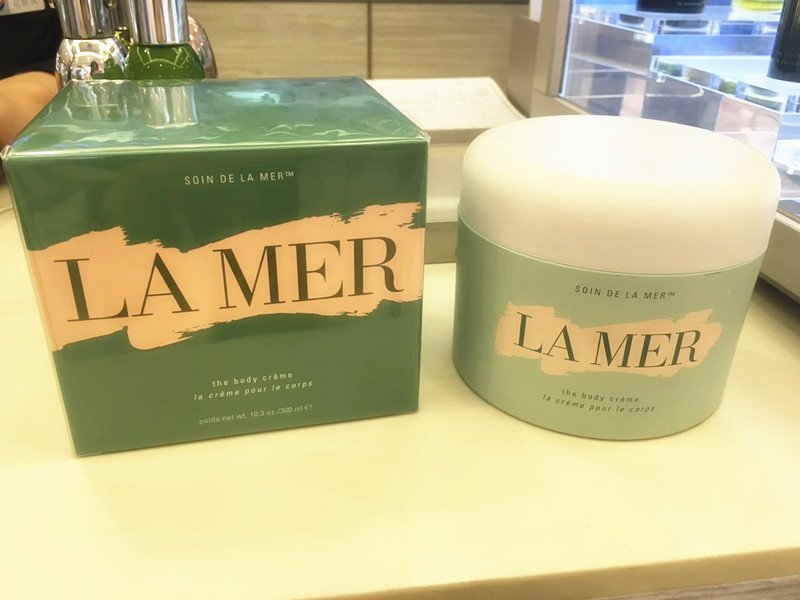 SOIN DE LA MER™
LA MER
the body crème
la crème pour le corps
poids net wt. 10.3 oz./300 ml ℮
SOIN DE LA MER™
LA MER
the body crème
la crème pour le corps